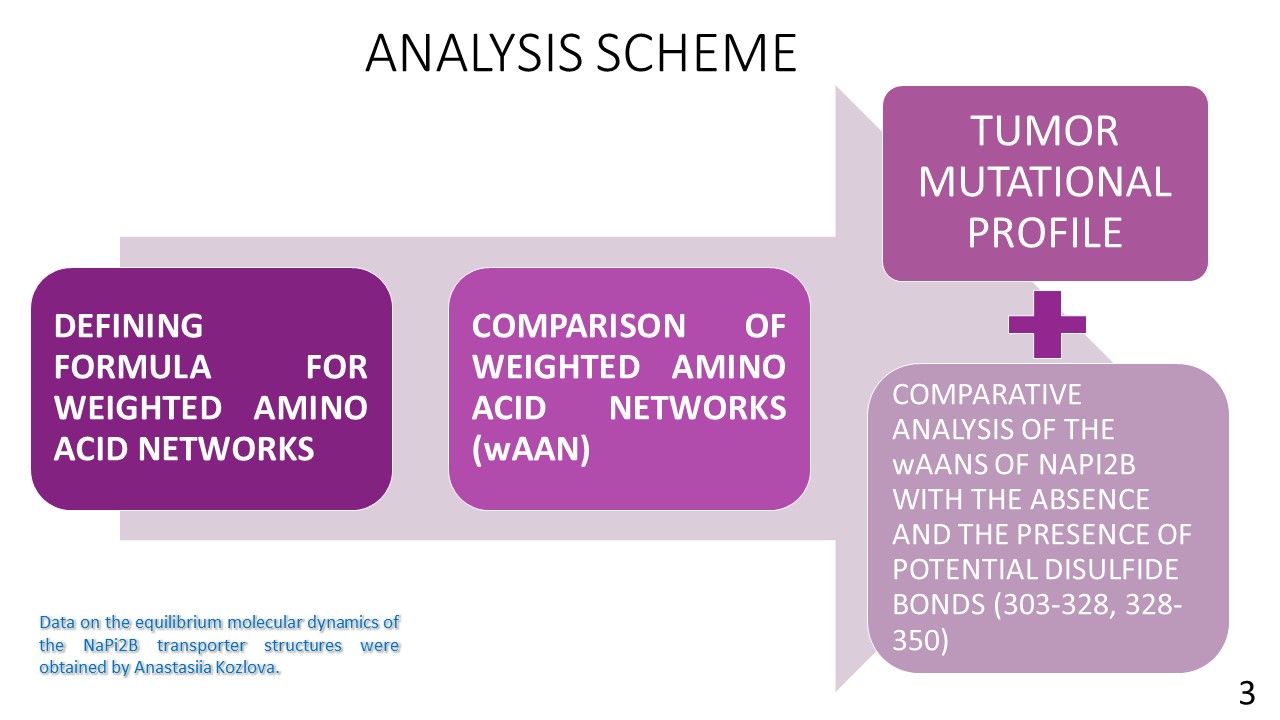 ANALYSIS SCHEME
DEFINING
FORMULA FOR
WEIGHTED AMINO
ACID NETWORKS
COMPARISON OF
WEIGHTED AMINO
ACID NETWORKS
(wAAN)
TUMOR
MUTATIONAL
PROFILE
COMPARATIVE
ANALYSIS OF THE
wAANS OF NAPI2B
WITH THE ABSENCE
AND THE PRESENCE OF
POTENTIAL DISULFIDE
BONDS (303-328, 328-
350)
Data on the equilibrium molecular dynamics of
the NaPi2B transporter structures were
obtained by Anastasiia Kozlova.
3